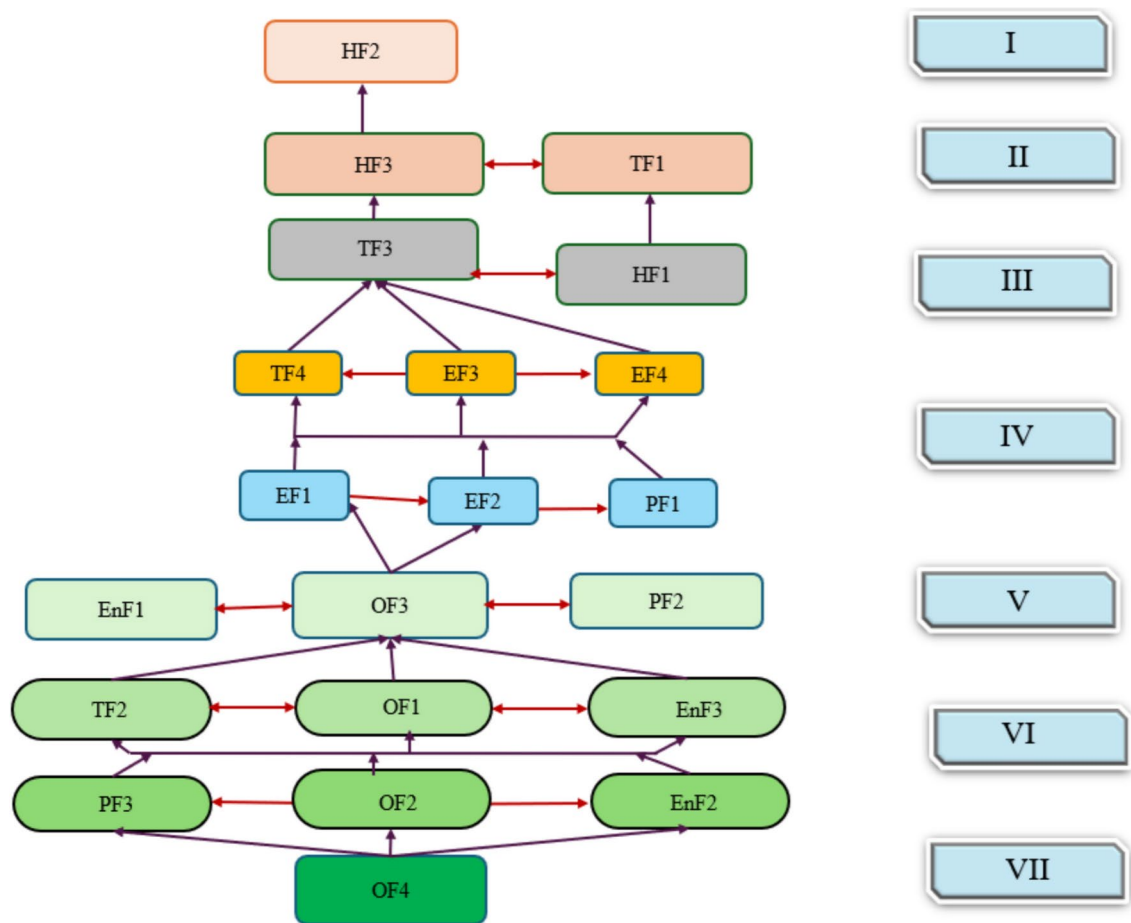 HF2
I
HF3
TF1
II
TF3
HF1
III
TF4
EF3
EF4
IV
EF1
EF2
PF1
EnF1
OF3
PF2
V
TF2
OF1
EnF3
VI
PF3
OF2
EnF2
OF4
VII